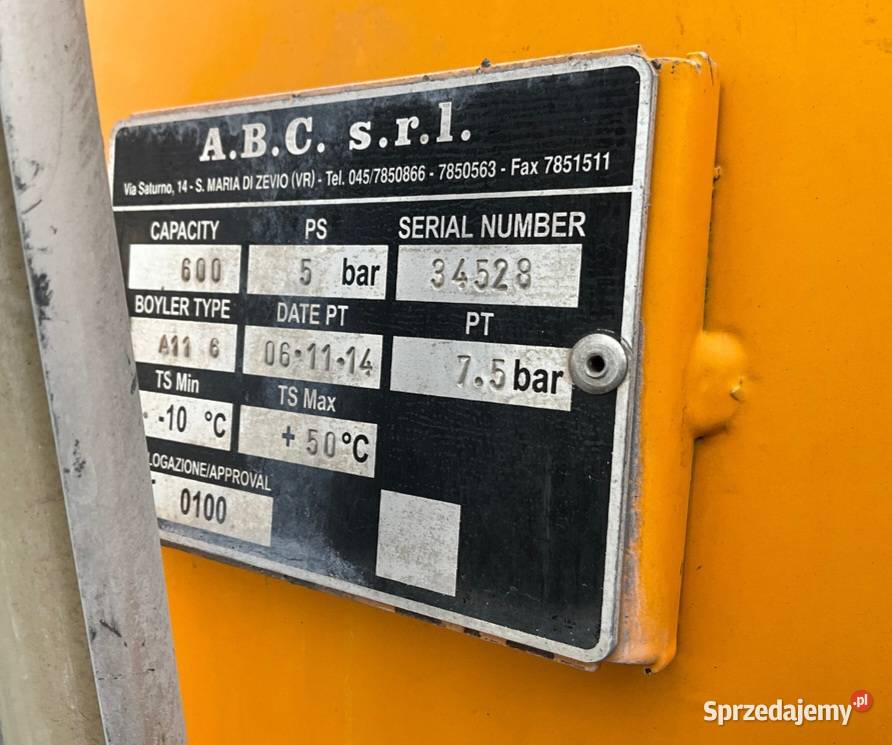 A.B.C. s.r.l.
Via Saturno, 14 - S. MARIA DI ZEVIO (VR) - Tel. 045/7850866 - 7850563 - Fax 7851511
CAPACITY PS SERIAL NUMBER
600 5 bar 34528
BOYLER TYPE DATE PT PT
A11 6 06-11-14 7.5 bar
TS Min TS Max
-10 °C +50 °C
LOGAZIONE/APPROVAL
0100
Sprzedajemy.pl